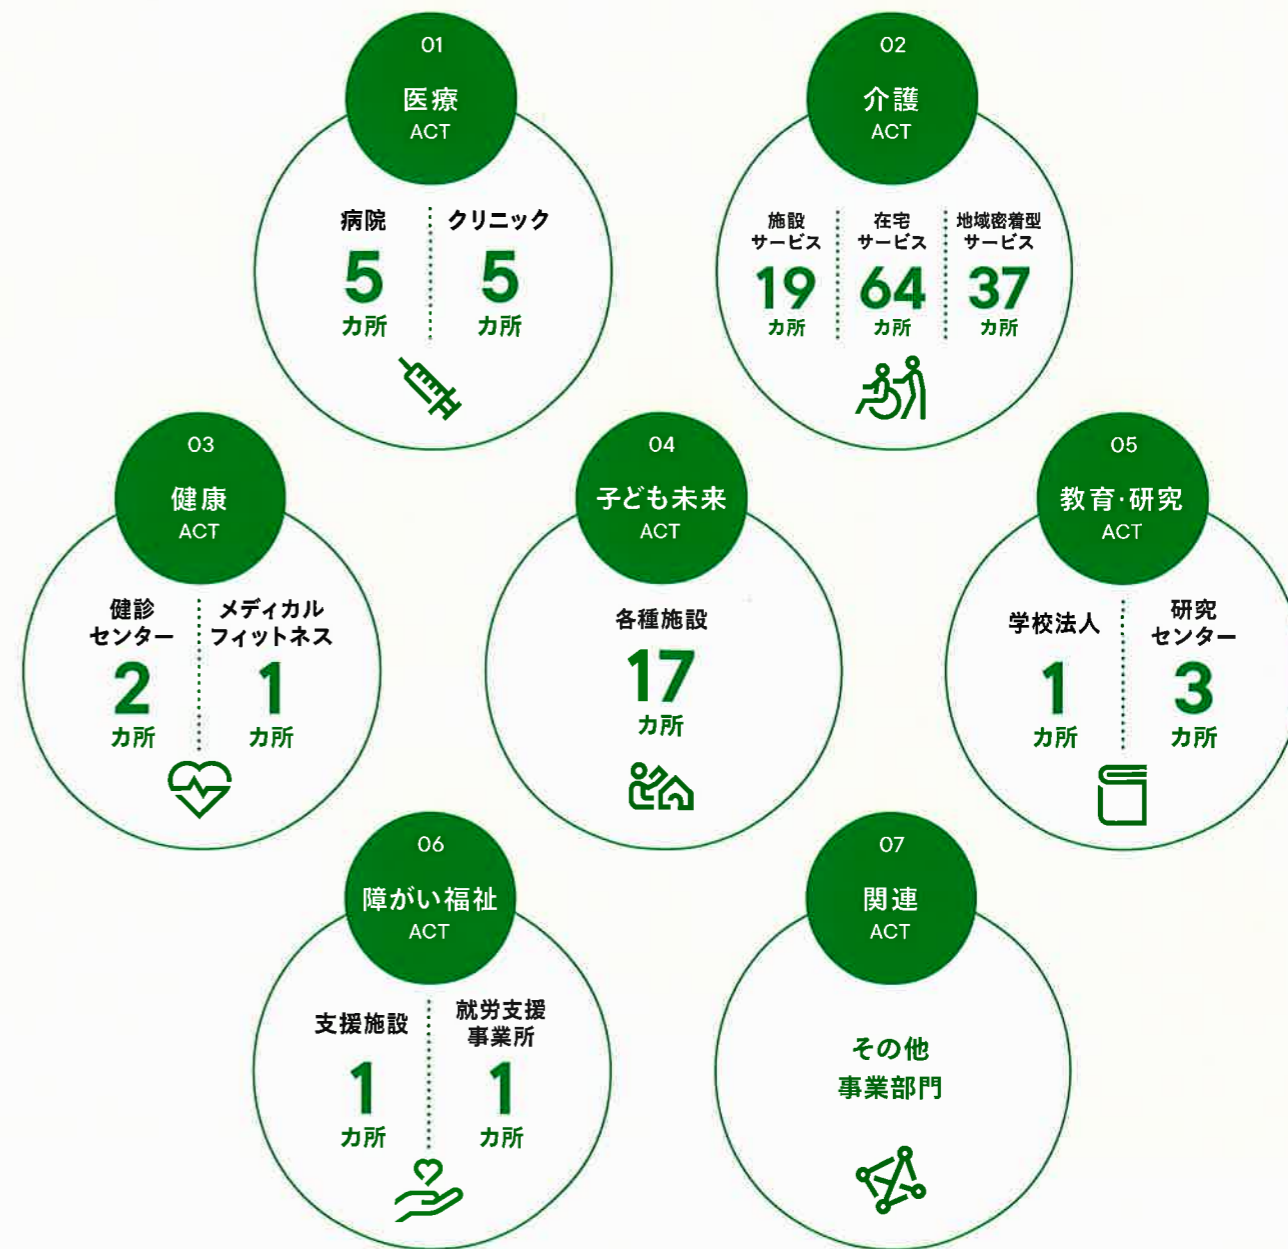 01
医療
ACT
病院
5
カ所
クリニック
5
カ所
02
介護
ACT
施設
サービス
19
カ所
在宅
サービス
64
カ所
地域密着型
サービス
37
カ所
03
健康
ACT
健診
センター
2
カ所
メディカル
フィットネス
1
カ所
04
子ども未来
ACT
各種施設
17
カ所
05
教育·研究
ACT
学校法人
1
カ所
研究
センター
3
カ所
06
障がい福祉
ACT
支援施設
1
カ所
就労支援
事業所
1
カ所
07
関連
ACT
その他
事業部門